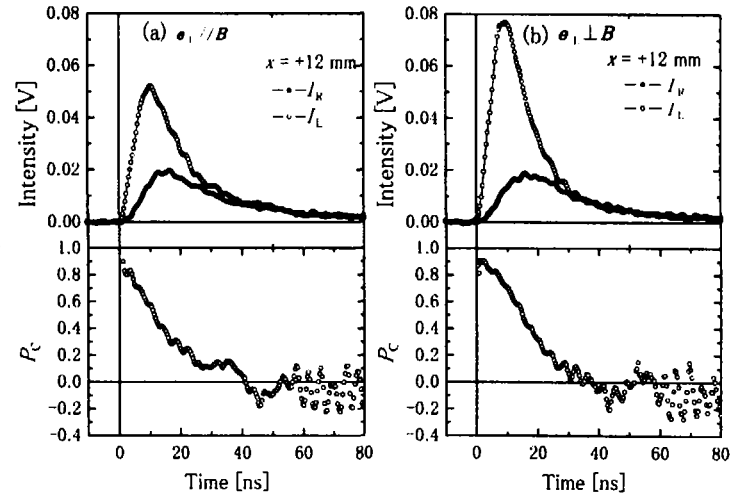 (a) e⊥//B
x = +12 mm
I_R
I_L
Intensity [V]
0.08
0.06
0.04
0.02
0.00
1.0
0.8
0.6
0.4
0.2
0.0
-0.2
-0.4
P_C
0 20 40 60 80
Time [ns]
(b) e⊥⊥B
x = +12 mm
I_R
I_L
Intensity [V]
0.08
0.06
0.04
0.02
0.00
1.0
0.8
0.6
0.4
0.2
0.0
-0.2
-0.4
P_C
0 20 40 60 80
Time [ns]